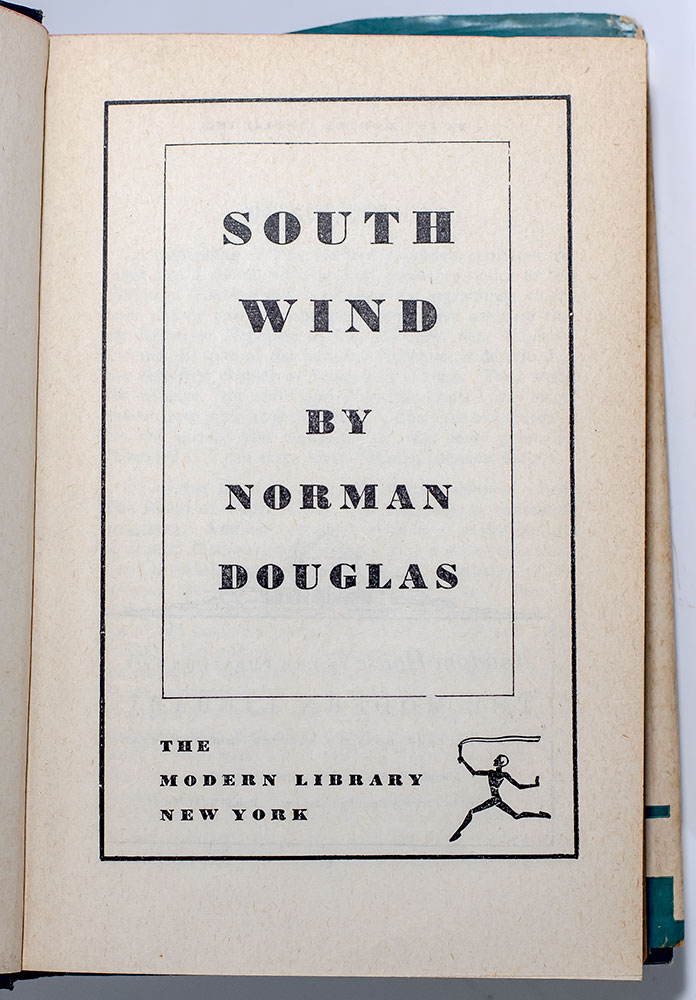 SOUTH
WIND
BY
NORMAN
DOUGLAS
THE
MODERN LIBRARY
NEW YORK